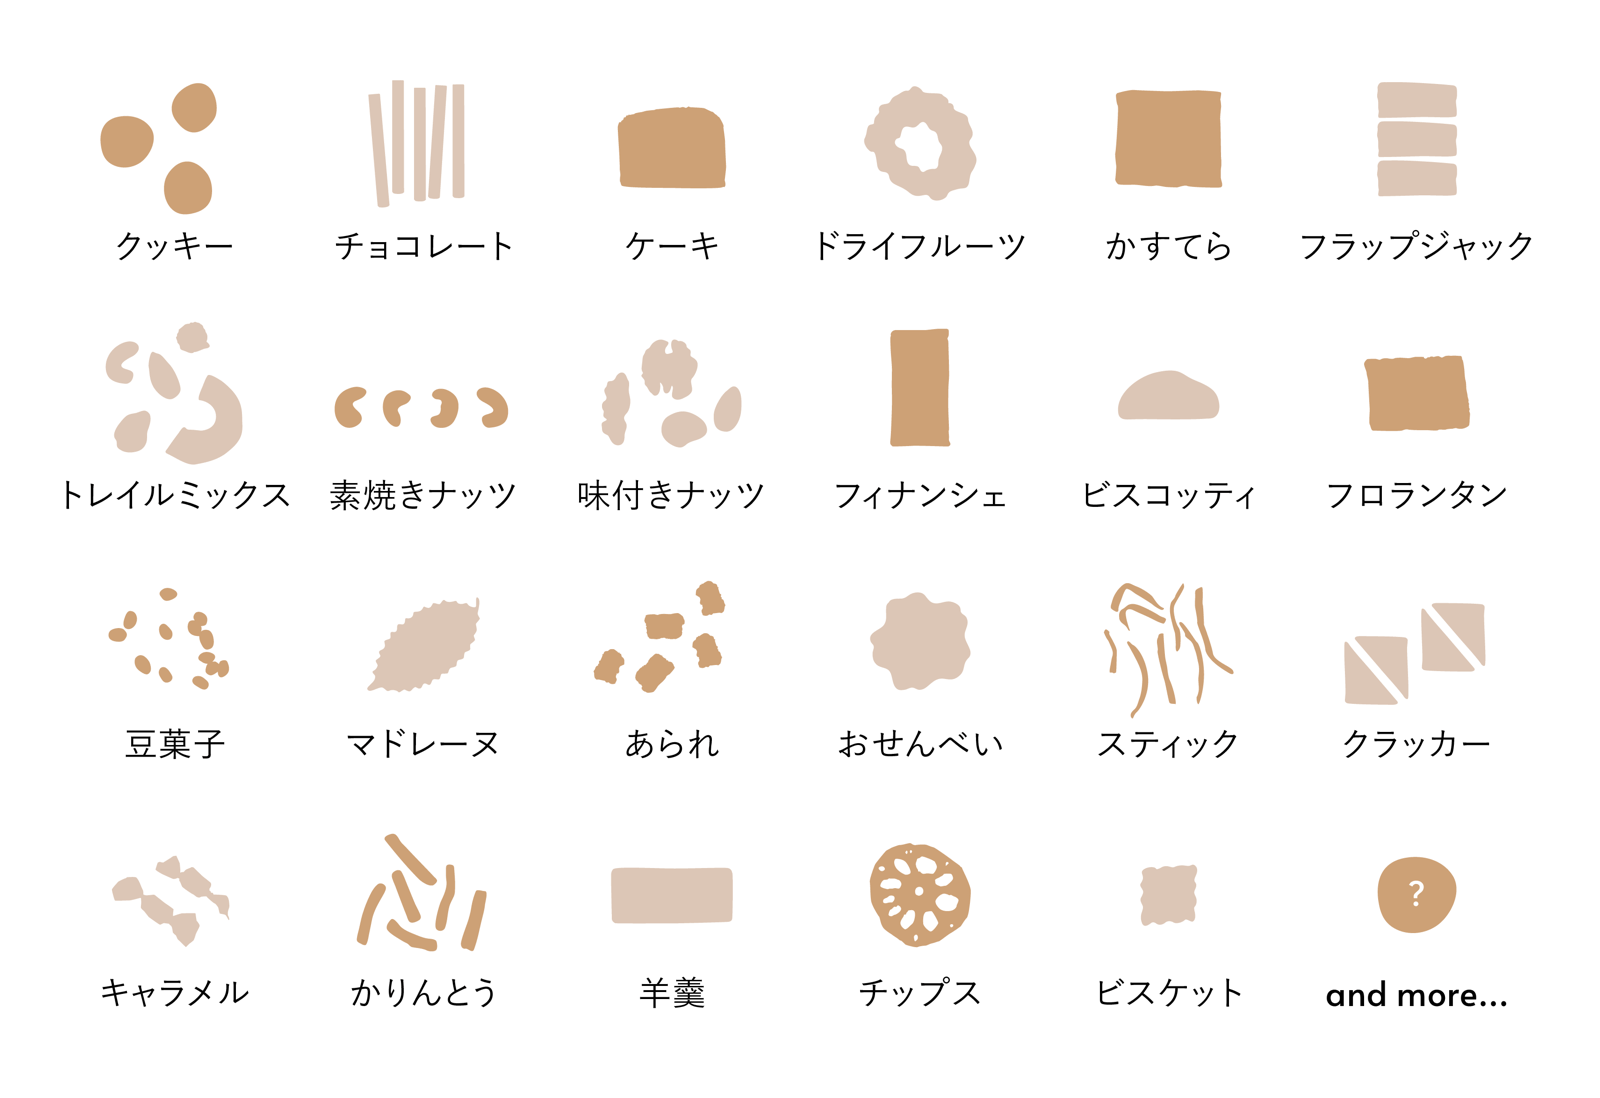 クッキー
チョコレート
ケーキ
ドライフルーツ
かすてら
フラップジャック
トレイルミックス
素焼きナッツ
味付きナッツ
フィナンシェ
ビスコッティ
フロランタン
豆菓子
マドレーヌ
あられ
おせんべい
スティック
クラッカー
キャラメル
かりんとう
羊羹
チップス
ビスケット
?
and more...